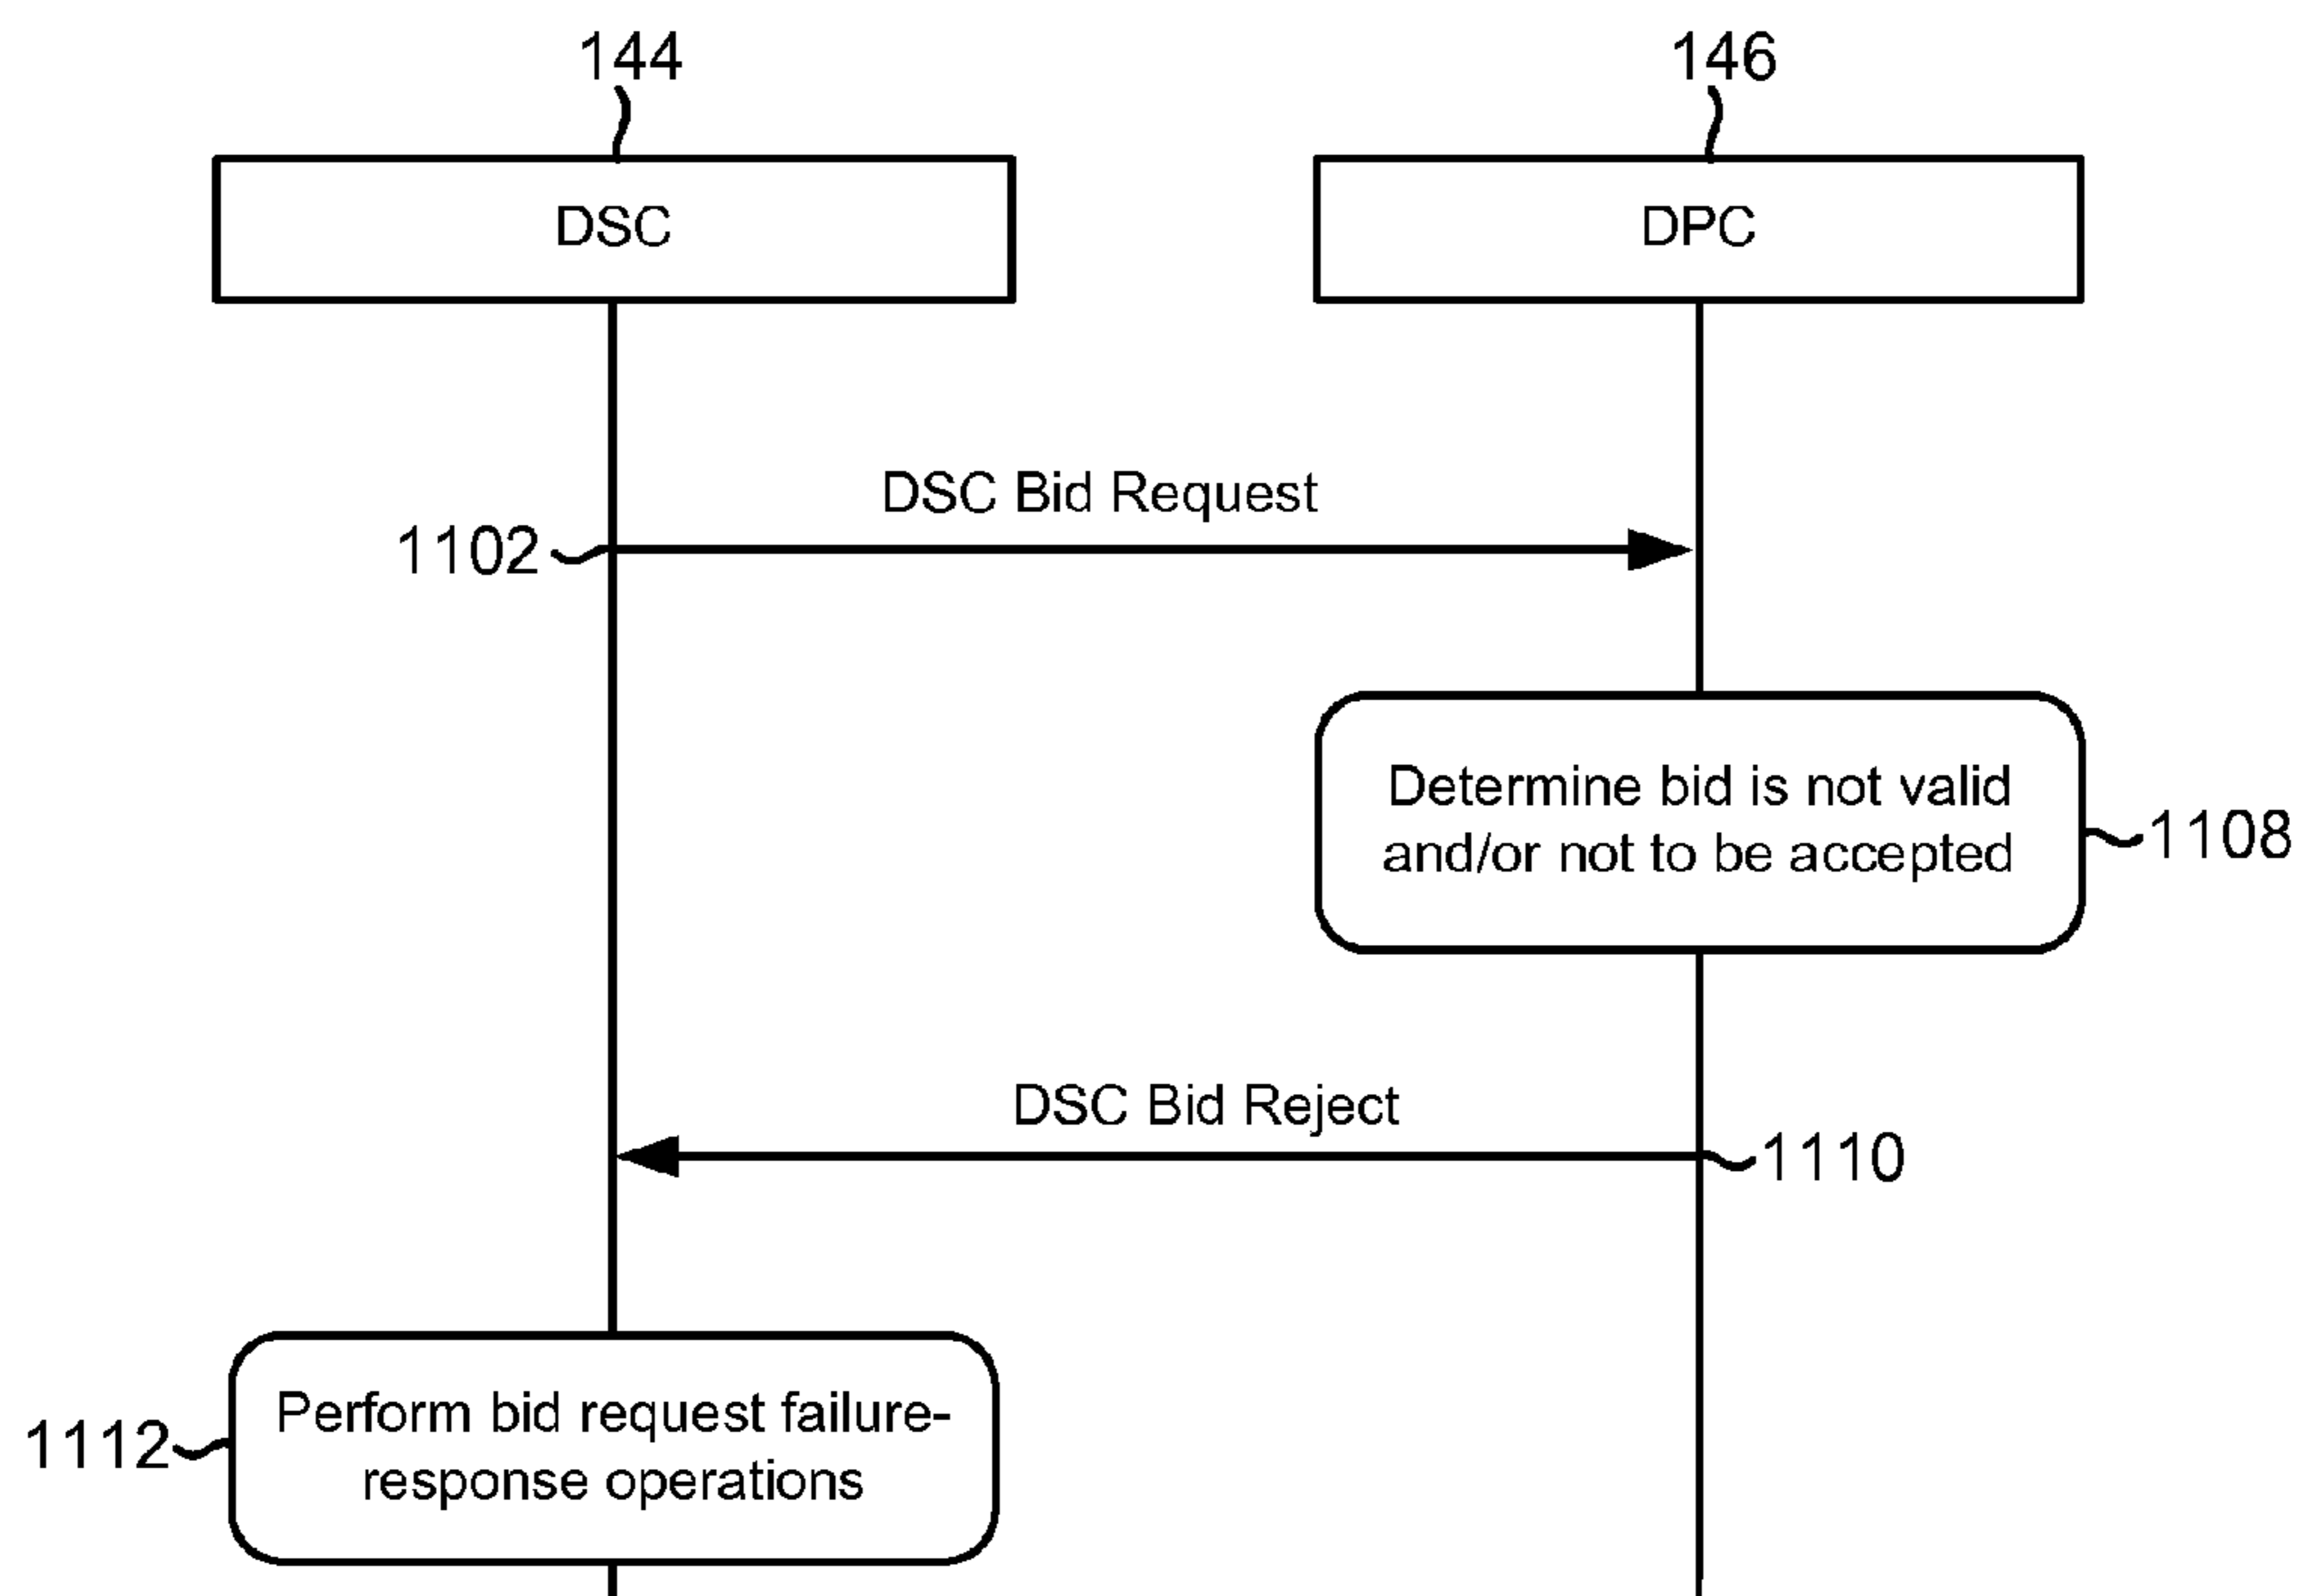 144
146
DSC
DPC
DSC Bid Request
1102
Determine bid is not valid
and/or not to be accepted
1108
DSC Bid Reject
1110
Perform bid request failure-
response operations
1112